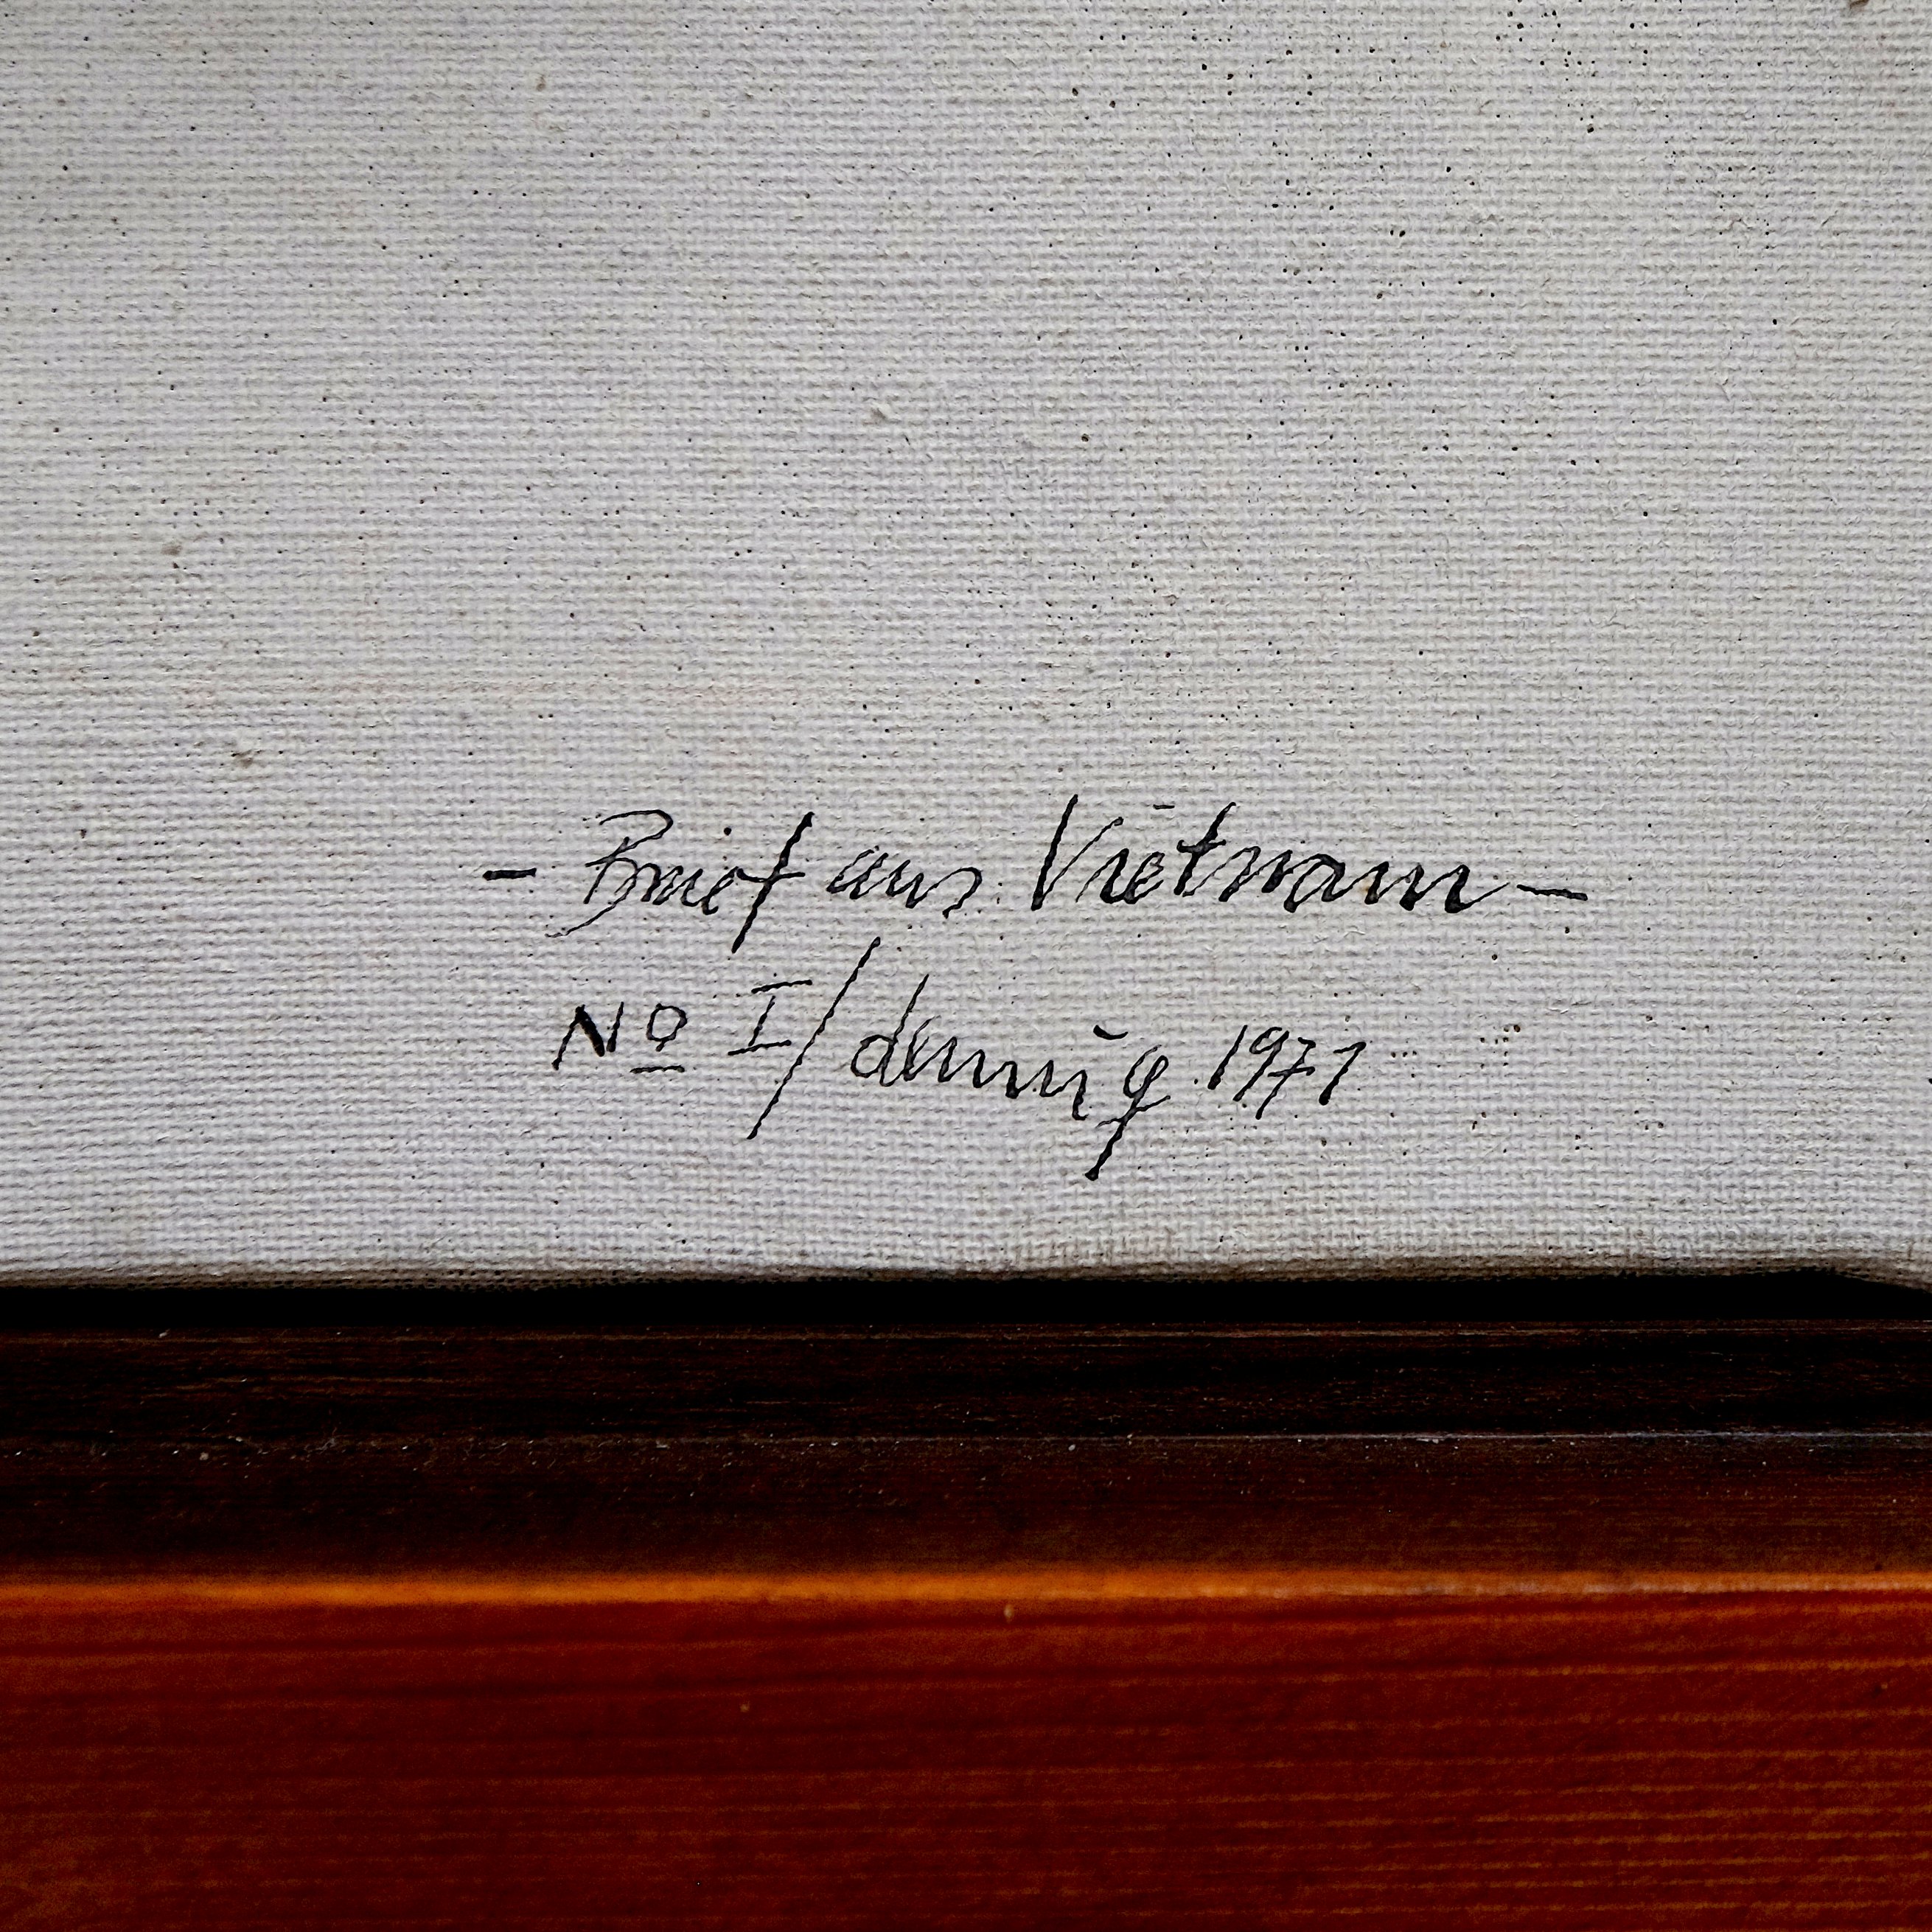 - Brief aus Vietnam -
Nº I/ dennig 1971